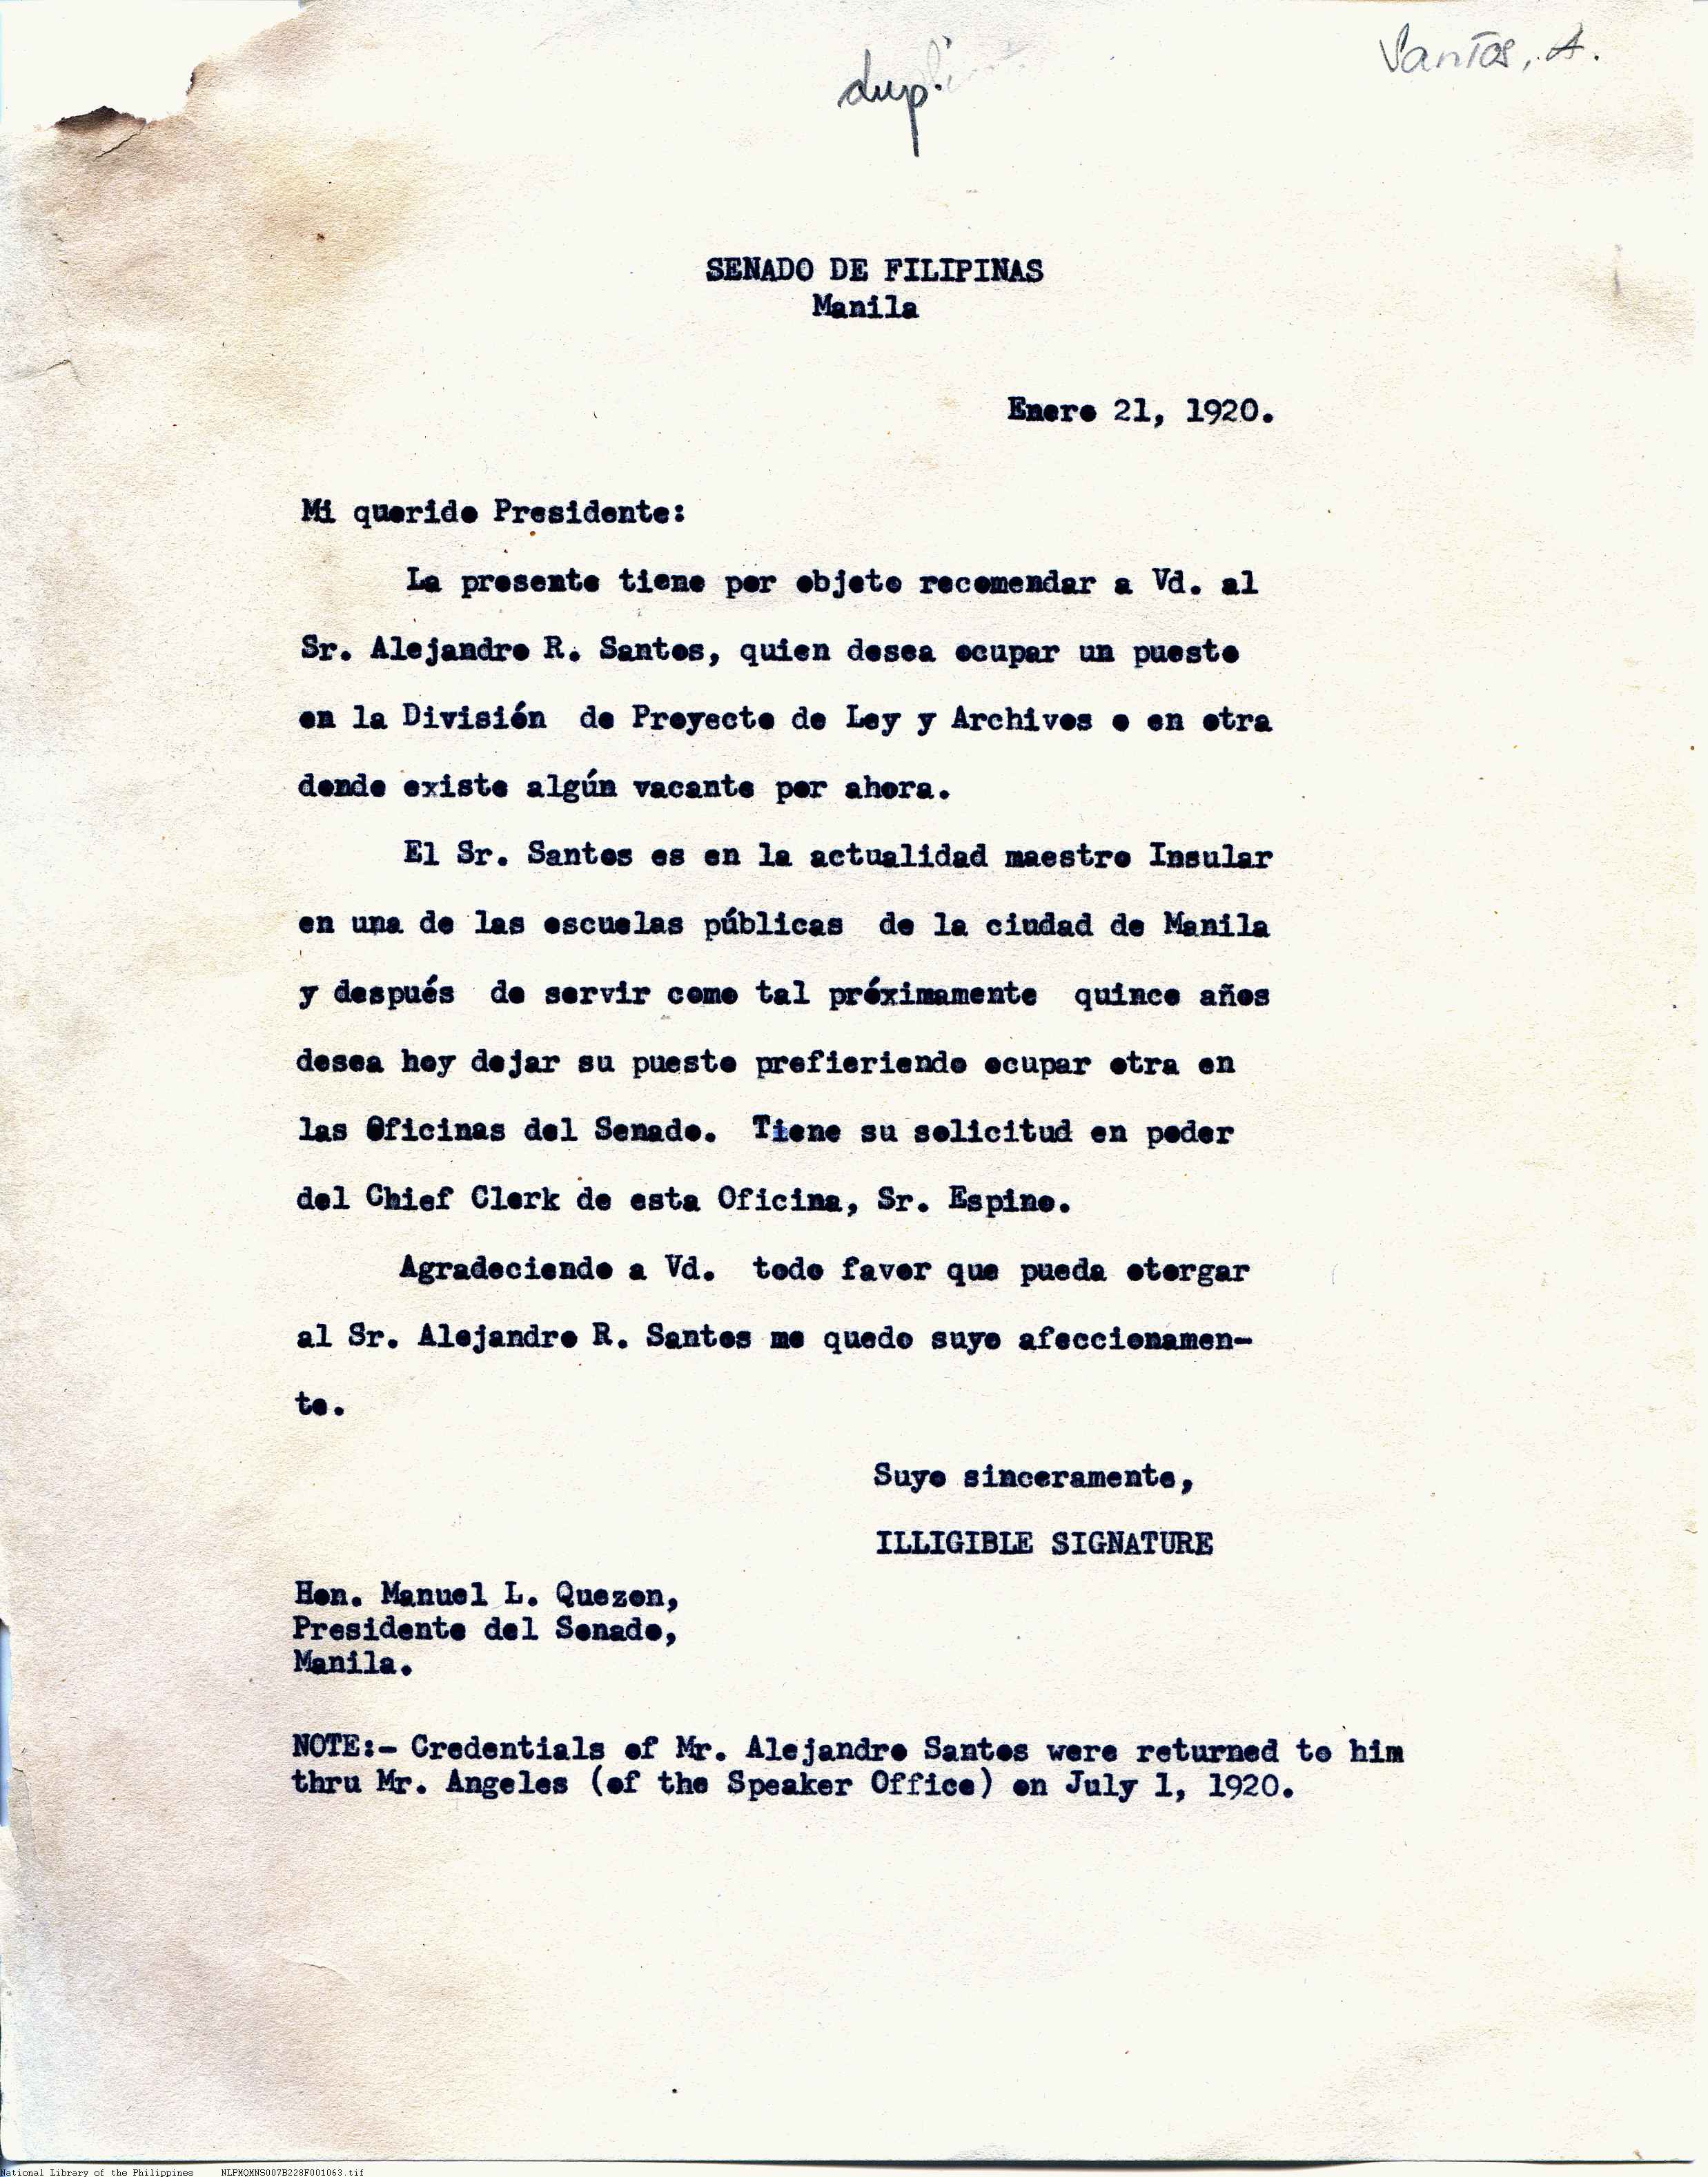 dup.
Santos, A.
SENADO DE FILIPINAS
Manila
Enero 21, 1920.
Mi querido Presidente:
La presente tiene por objeto recomendar a Vd. al
Sr. Alejandro R. Santos, quien desea ocupar un puesto
en la División de Proyecto de Ley y Archivos o en otra
donde existe algún vacante por ahora.
El Sr. Santos es en la actualidad maestro Insular
en una de las escuelas públicas de la ciudad de Manila
y después de servir como tal próximamente quince años
desea hoy dejar su puesto prefieriendo ocupar otra en
las Oficinas del Senado. Tiene su solicitud en poder
del Chief Clerk de esta Oficina, Sr. Espino.
Agradeciendo a Vd. todo favor que pueda otorgar
al Sr. Alejandro R. Santos me quedo suyo afeccionamen-
te.
Suyo sinceramente,
ILLIGIBLE SIGNATURE
Hon. Manuel L. Quezon,
Presidente del Senado,
Manila.
NOTE:- Credentials of Mr. Alejandro Santos were returned to him
thru Mr. Angeles (of the Speaker Office) on July 1, 1920.
National Library of the Philippines NLPMQMNS007B228F001063.tif